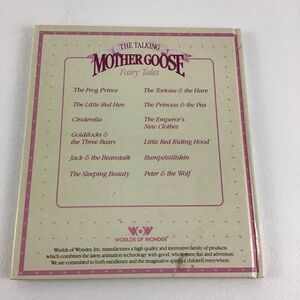 THE TALKING
MOTHER GOOSE
Fairy Tales
The Frog Prince
The Little Red Hen
Cinderella
Goldilocks &
the Three Bears
Jack & the Beanstalk
The Sleeping Beauty
The Tortoise & the Hare
The Princess & the Pea
The Emperor's
New Clothes
Little Red Riding Hood
Rumpelstiltskin
Peter & the Wolf
WOW
WORLDS OF WONDER
Worlds of Wonder, Inc. manufactures a high quality and innovative family of products
which combines the latest animation technology with good, wholesome fun and adventure.
We are committed to both excellence and the imaginative spirit of children everywhere.